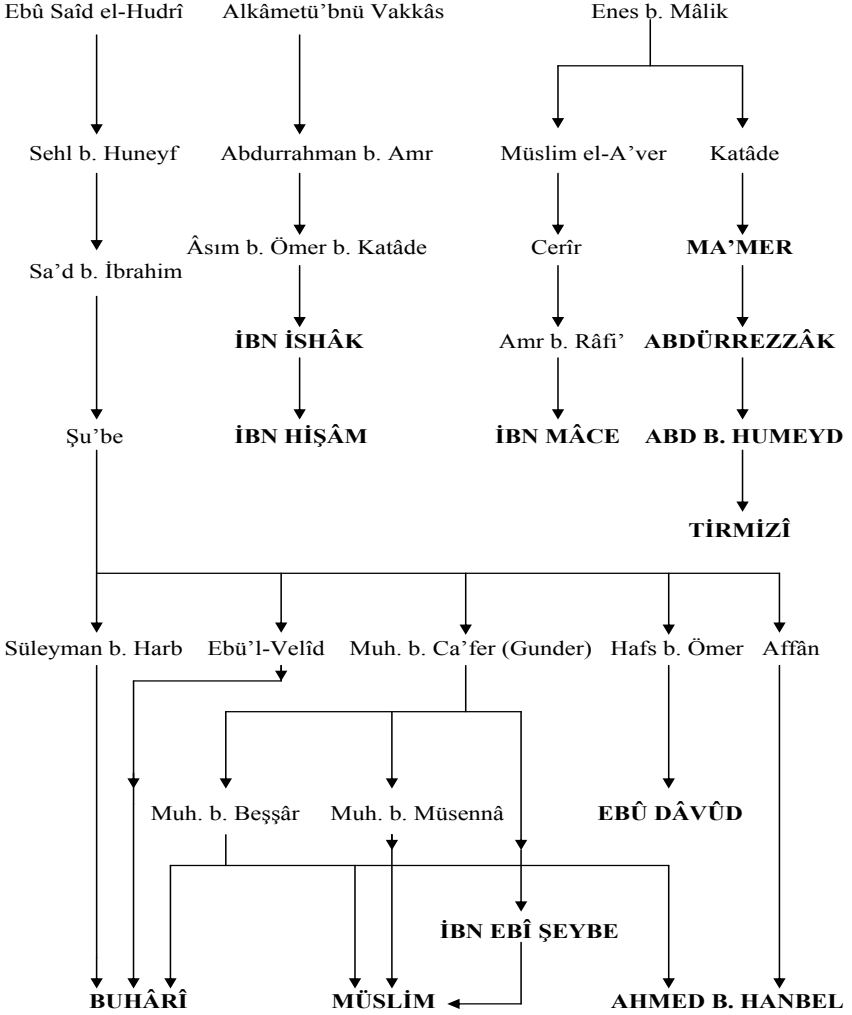 Ebû Saîd el-Hudrî Alkâmetü’bnü Vakkâs Enes b. Mâlik
Sehl b. Huneyf Abdurrahman b. Amr Müslim el-A’ver Katâde
Âsım b. Ömer b. Katâde Cerîr MA’MER
Sa’d b. İbrahim
İBN İSHÂK Amr b. Râfi’ ABDÜRREZZÂK
Şu’be İBN HİŞÂM İBN MÂCE ABD B. HUMEYD
TİRMİZÎ
Süleyman b. Harb Ebü’l-Velîd Muh. b. Ca’fer (Gunder) Hafs b. Ömer Affân
Muh. b. Beşşâr Muh. b. Müsennâ EBÛ DÂVÛD
İBN EBÎ ŞEYBE
BUHÂRÎ MÜSLİM AHMED B. HANBEL